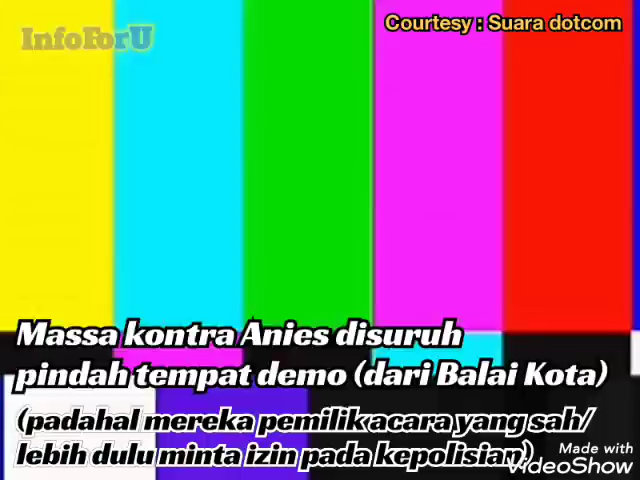 InfoForU
Courtesy : Suara dotcom
Massa kontra Anies disuruh
pindah tempat demo (dari Balai Kota)
(padahal mereka pemilik acara yang sah/
lebih dulu minta izin pada kepolisian)
Made with
VideoShow